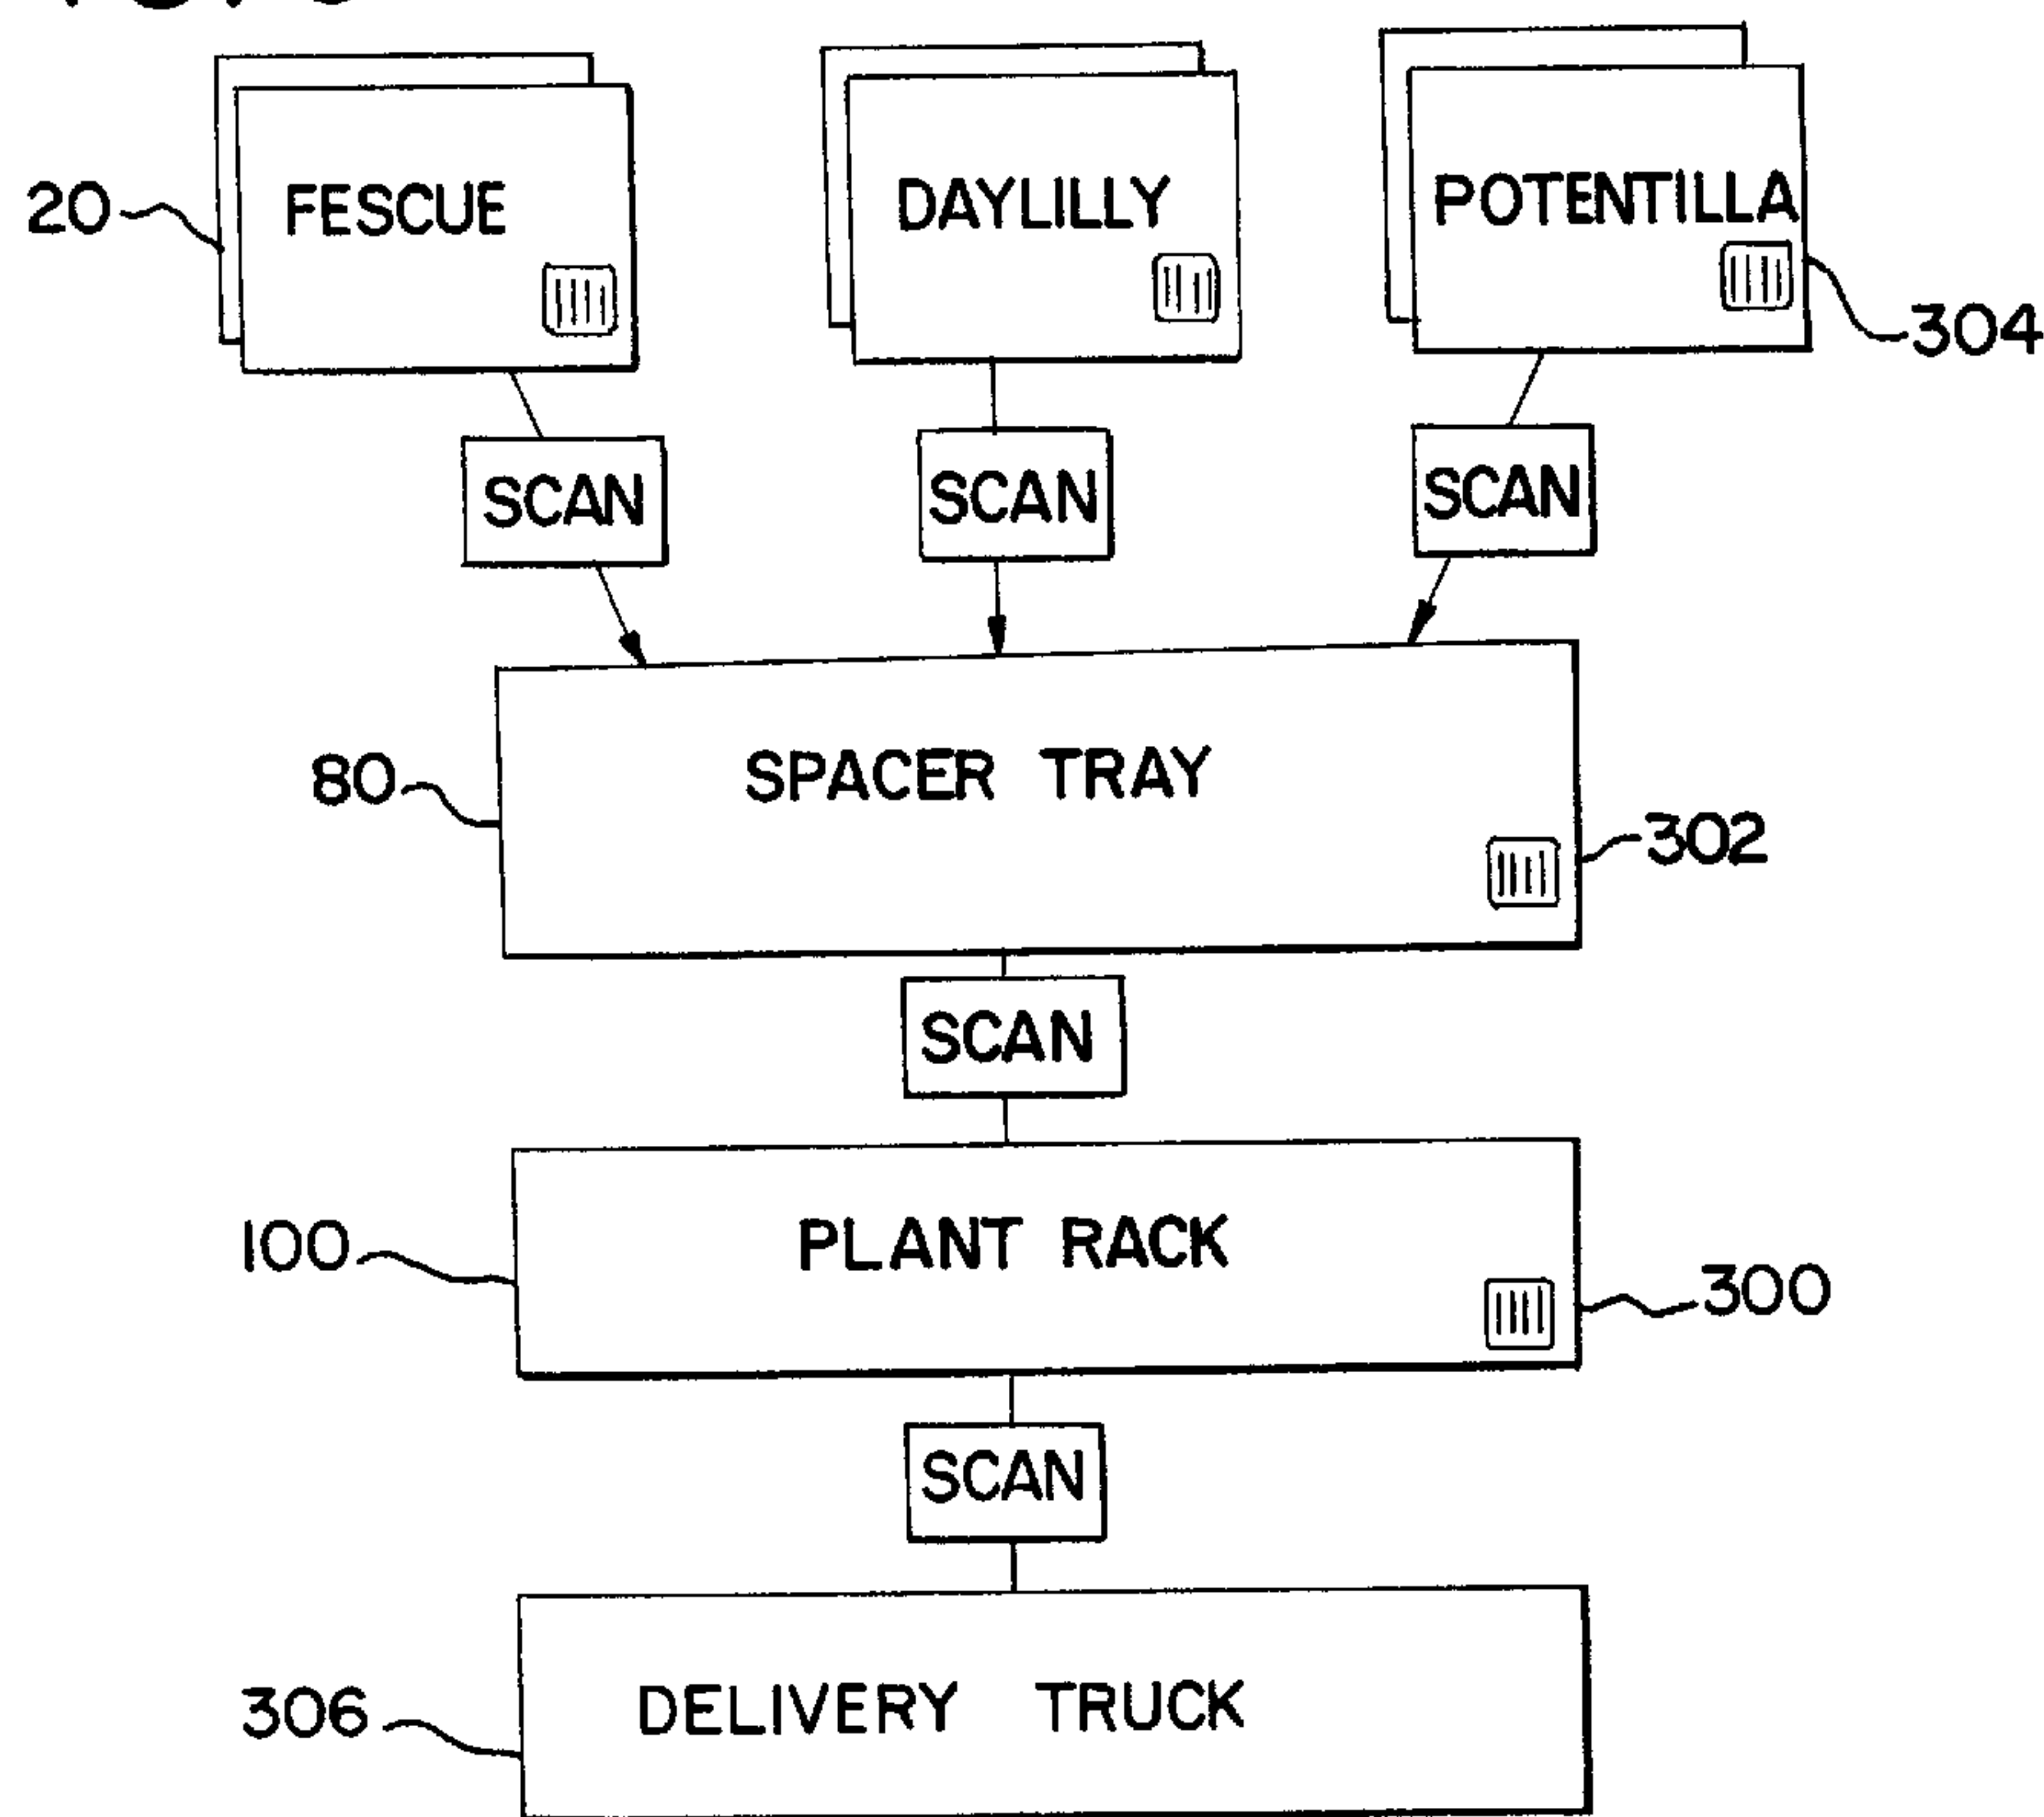 FESCUE
DAYLILLY
POTENTILLA
20
304
SCAN
SCAN
SCAN
SPACER TRAY
80
302
SCAN
PLANT RACK
100
300
SCAN
DELIVERY TRUCK
306